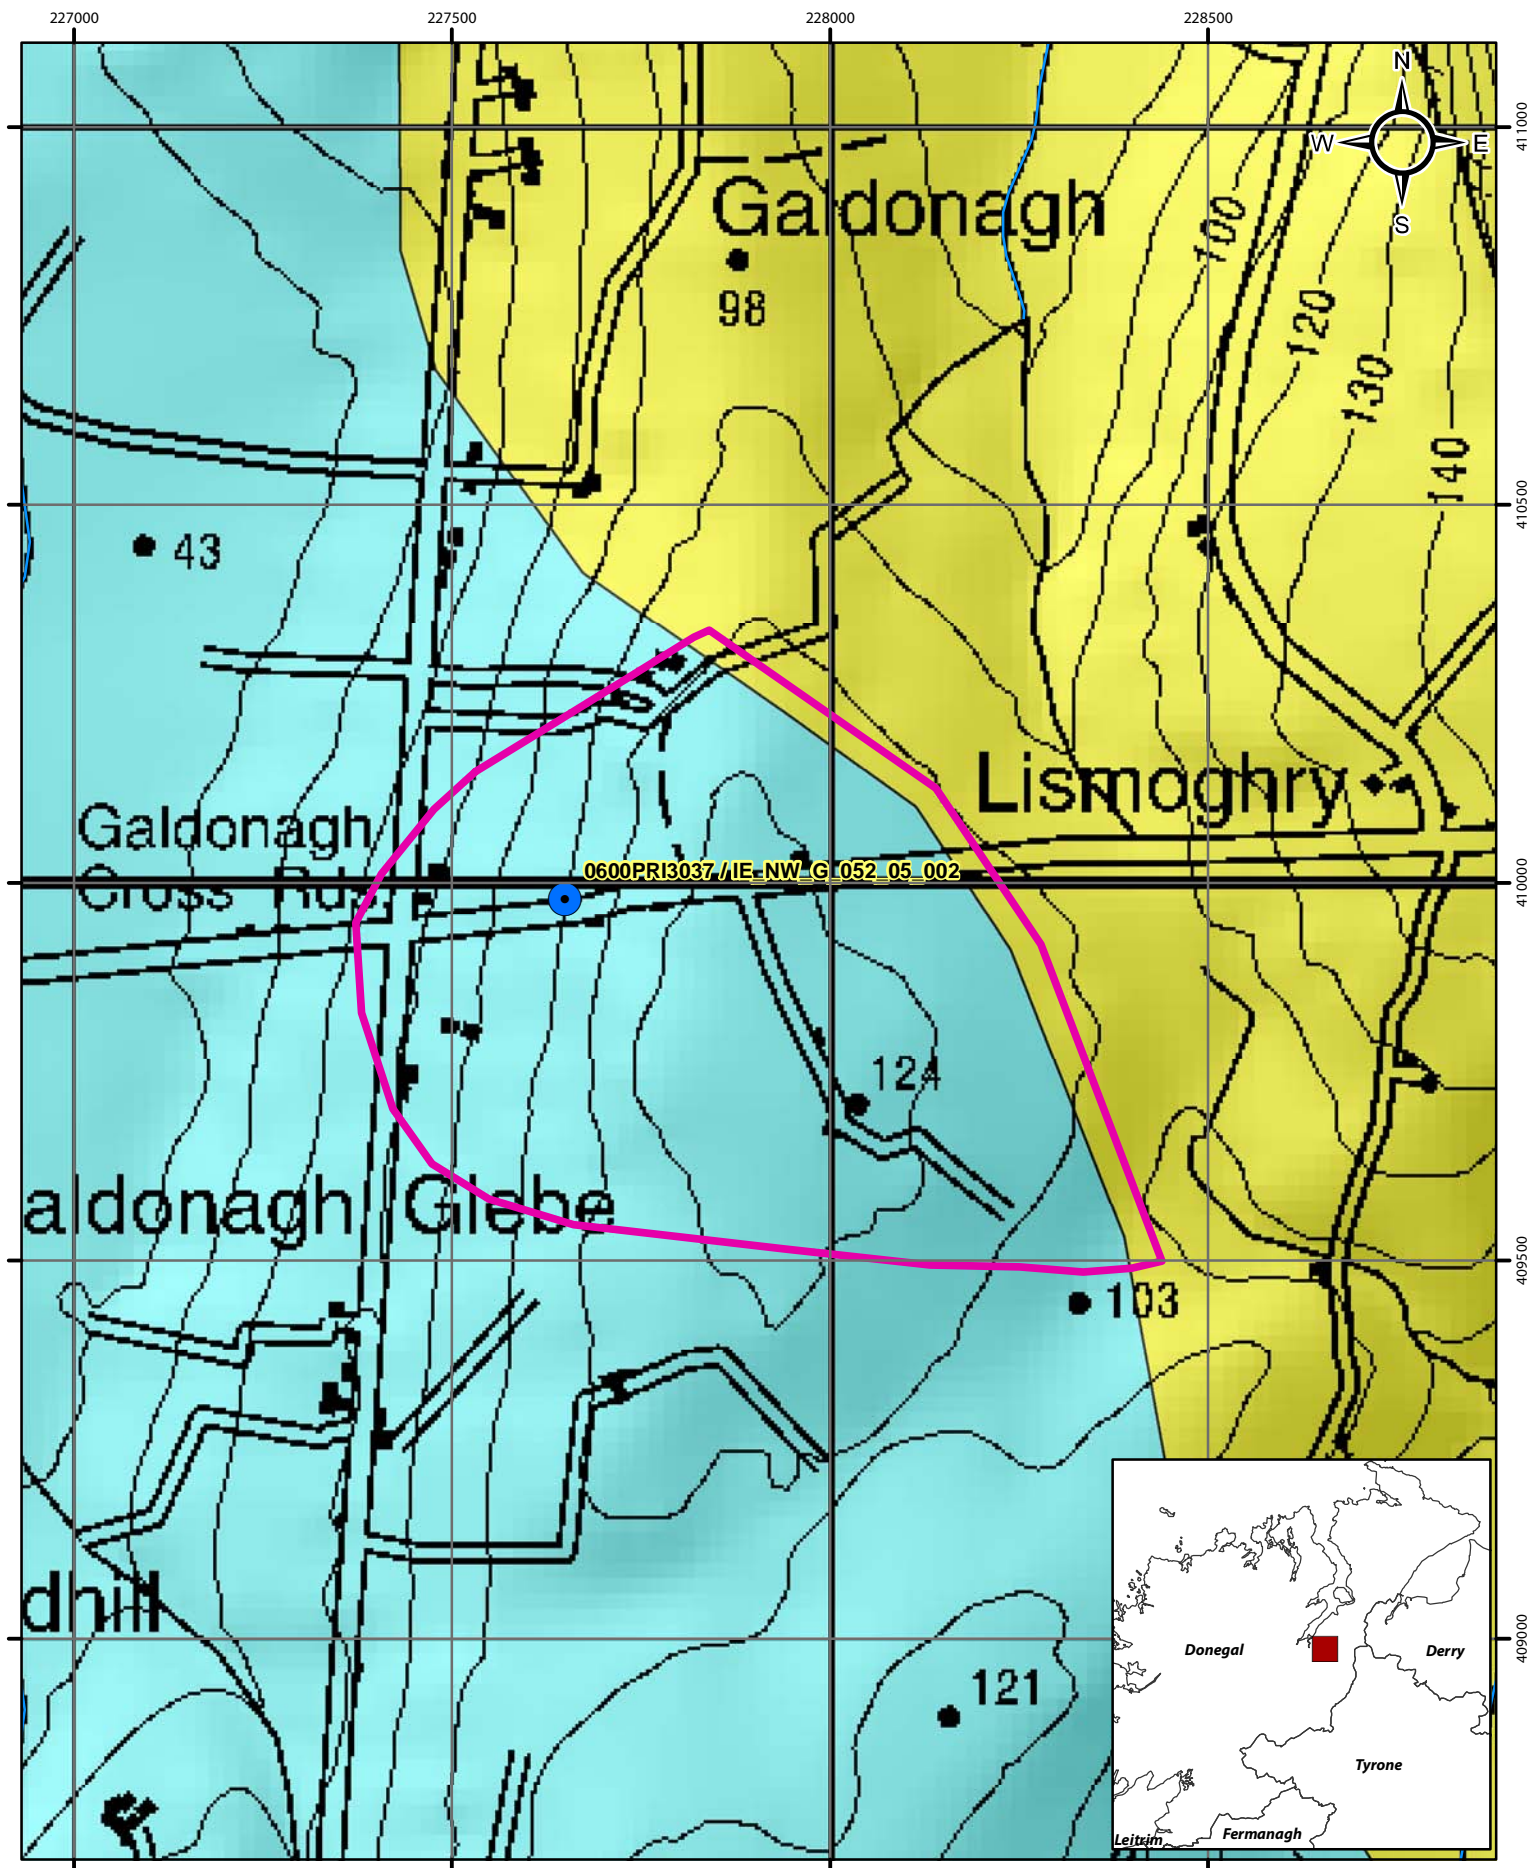 227000 227500 228000 228500
N
411000
W E
S
Galdonagh
98
100
120
130
140
410500
43
Lismoghry
Galdonagh
Cross Rds
0600PRI3037 / IE_NW_G_052_05_002
410000
124
aldonagh Glebe
409500
103
dhill
409000
121
Donegal
Derry
Tyrone
Leitrim
Fermanagh